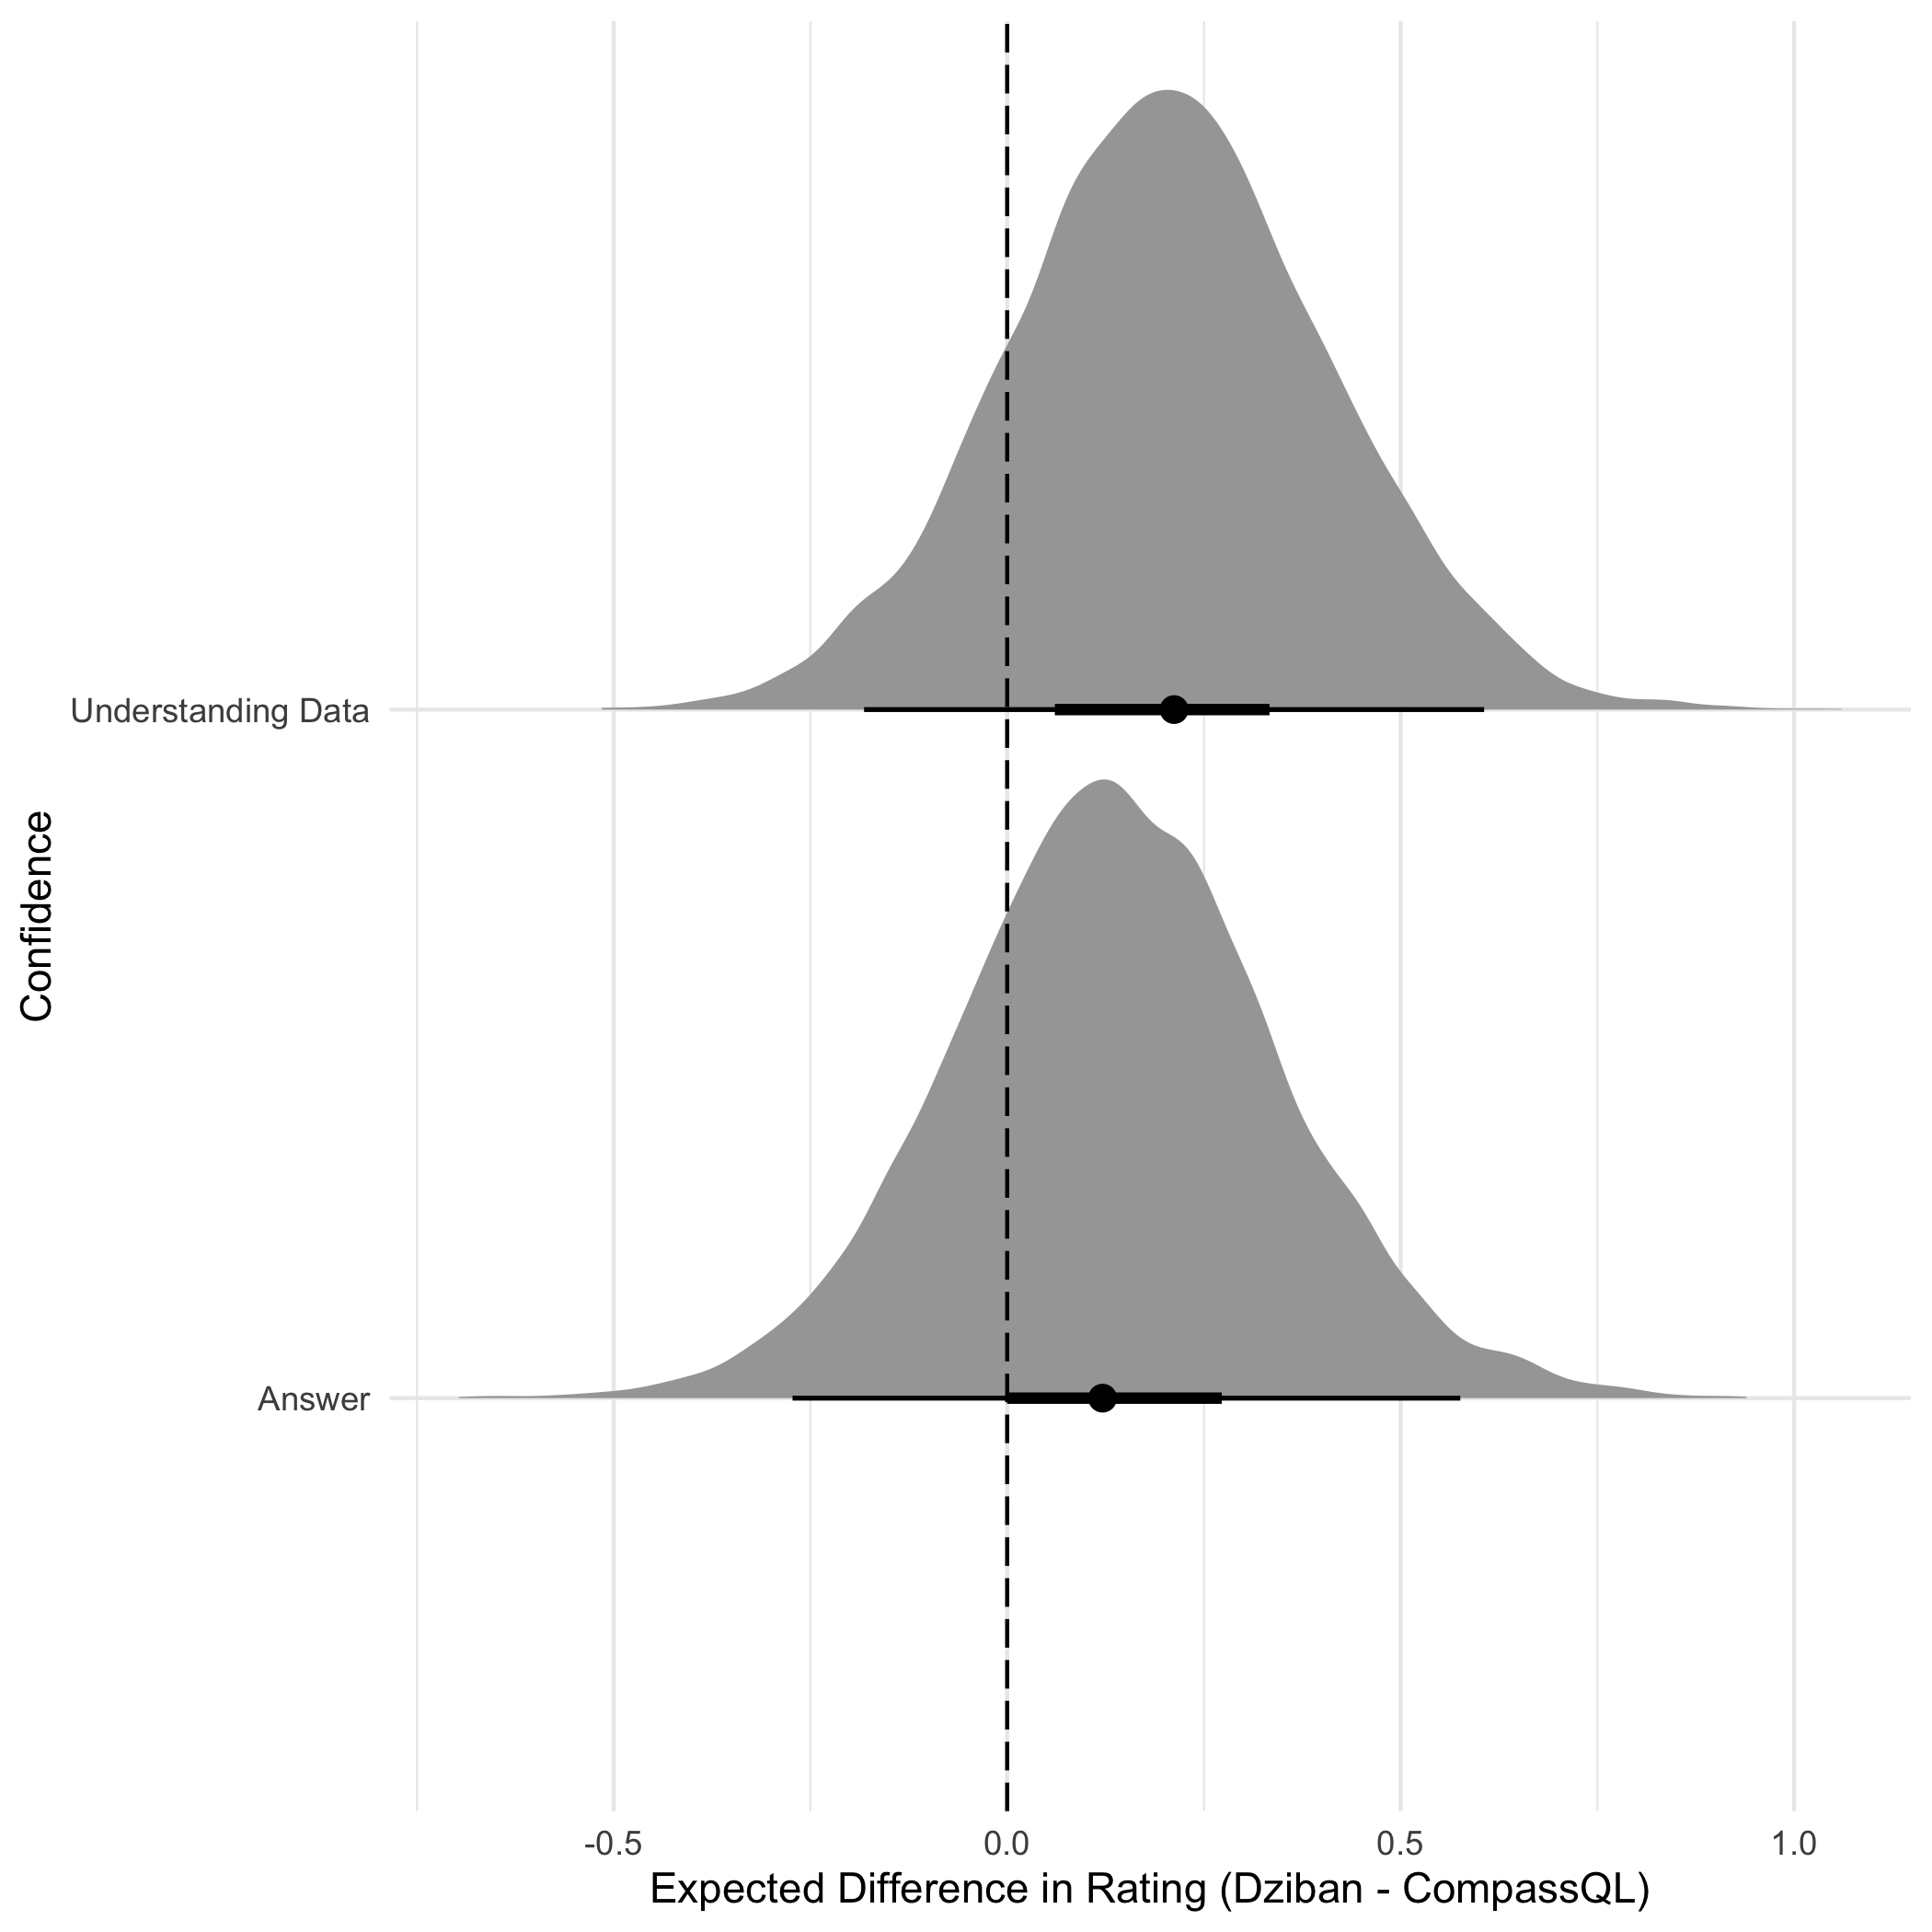 Understanding Data
Confidence
Answer
-0.5 0.0 0.5 1.0
Expected Difference in Rating (Dziban - CompassQL)